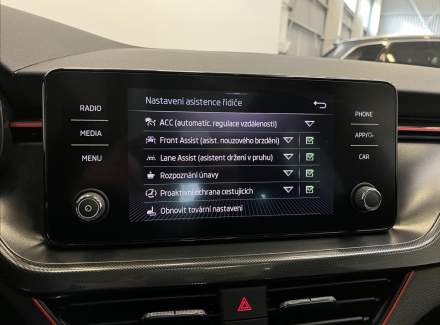 Nastavení asistence řidiče
RADIO
MEDIA
MENU
ACC (automatic. regulace vzdálenosti)
Front Assist (asist. nouzového brzdění)
Lane Assist (asistent držení v pruhu)
Rozpoznání únavy
Proaktivní ochrana cestujících
Obnovit tovární nastavení
PHONE
APP/
CAR